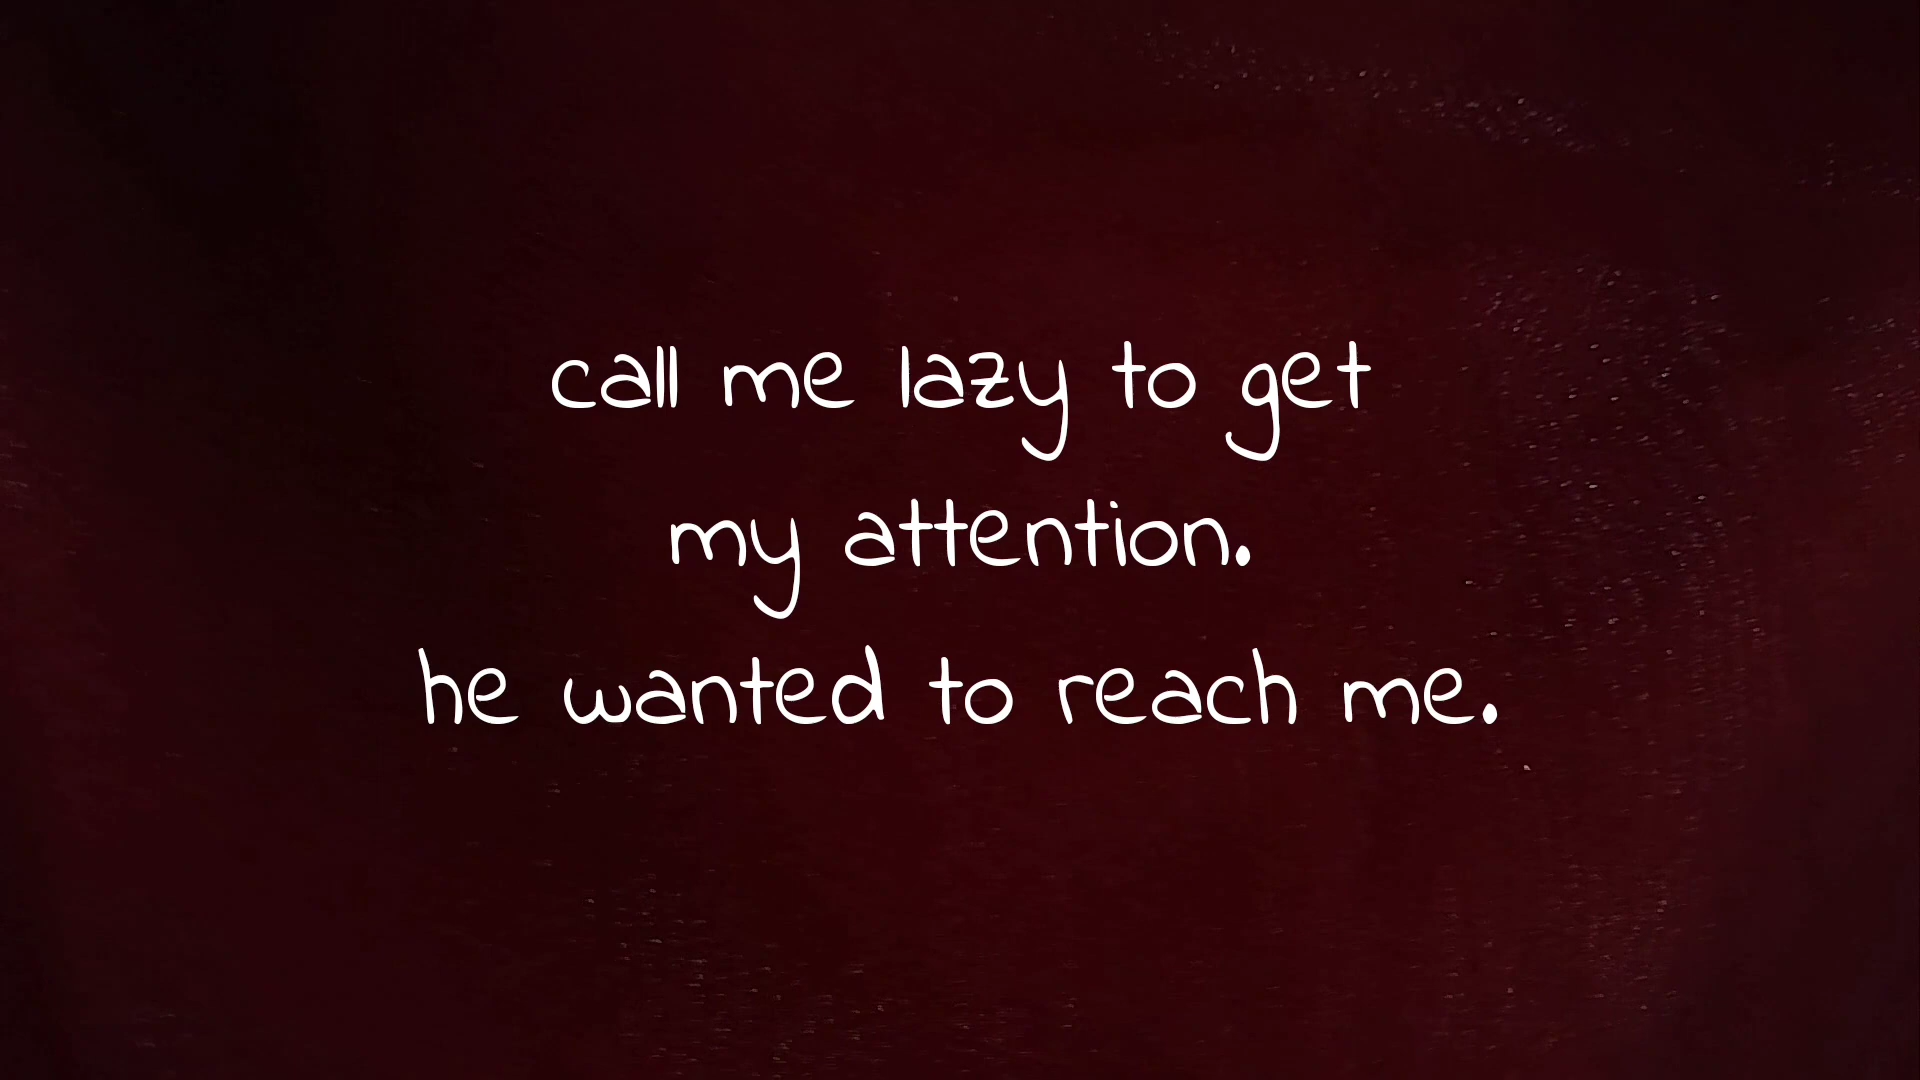 call me lazy to get
my attention.
he wanted to reach me.